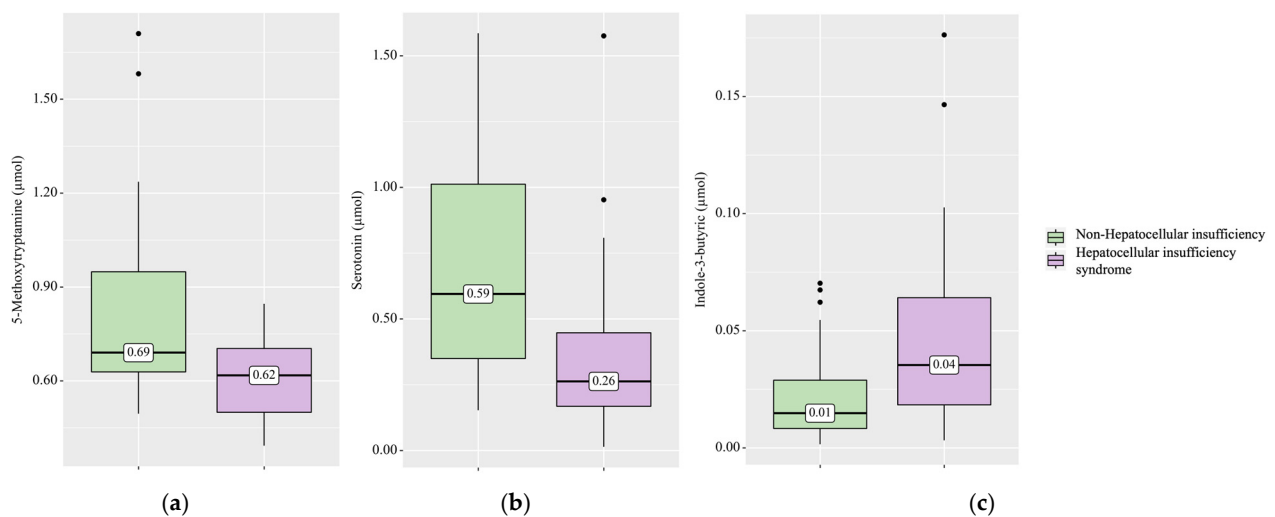 5-Methoxytryptamine (μmol)
1.50
1.20
0.90
0.60
0.69
0.62
(a)
Serotonin (μmol)
1.50
1.00
0.50
0.00
0.59
0.26
(b)
Indole-3-butyric (μmol)
0.15
0.10
0.05
0.00
0.01
0.04
(c)
Non-Hepatocellular insufficiency
Hepatocellular insufficiency
syndrome